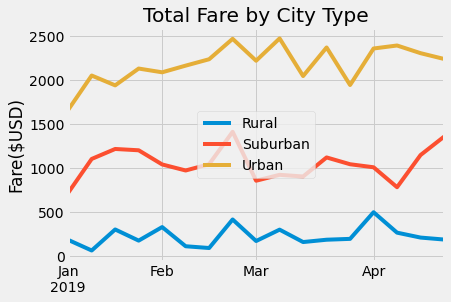 Total Fare by City Type
Fare($USD)
2500
2000
1500
1000
500
0
Rural
Suburban
Urban
Jan Feb Mar Apr
2019